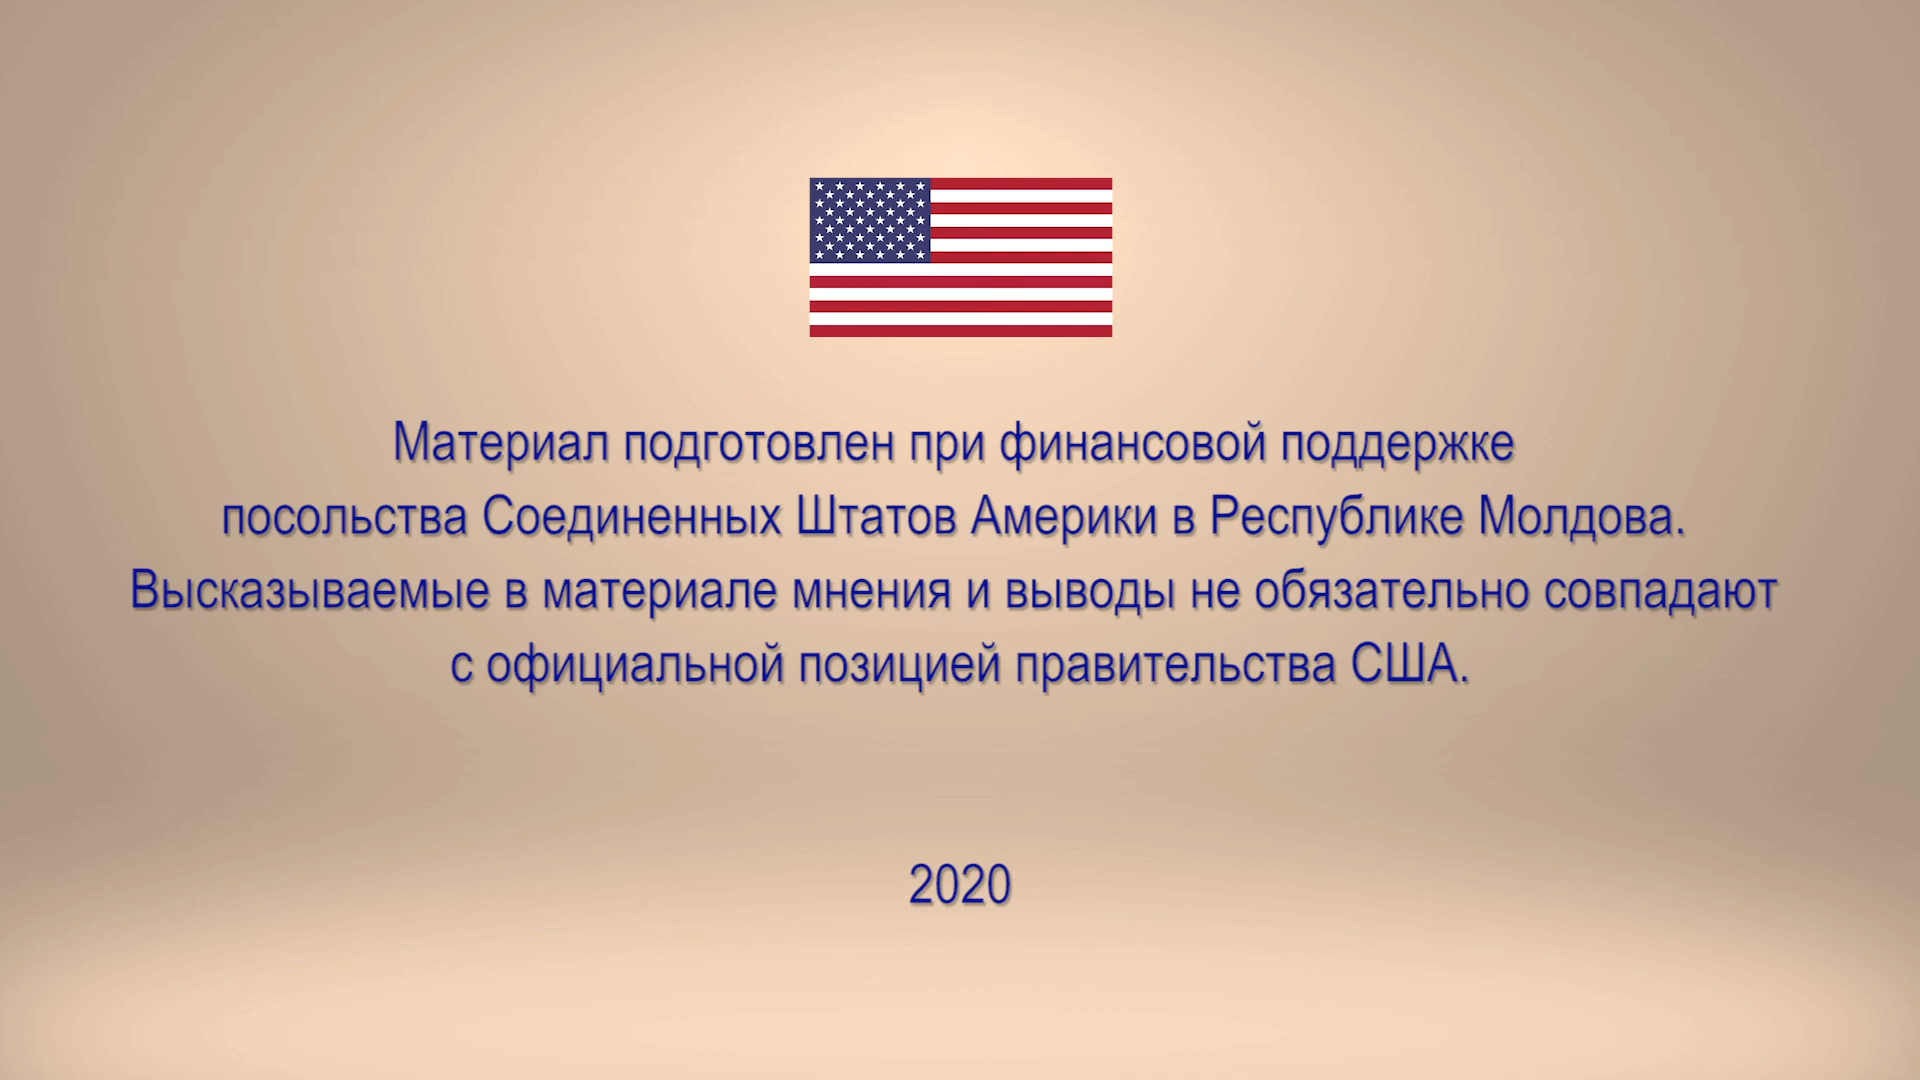 Материал подготовлен при финансовой поддержке
посольства Соединенных Штатов Америки в Республике Молдова.
Высказываемые в материале мнения и выводы не обязательно совпадают
с официальной позицией правительства США.
2020